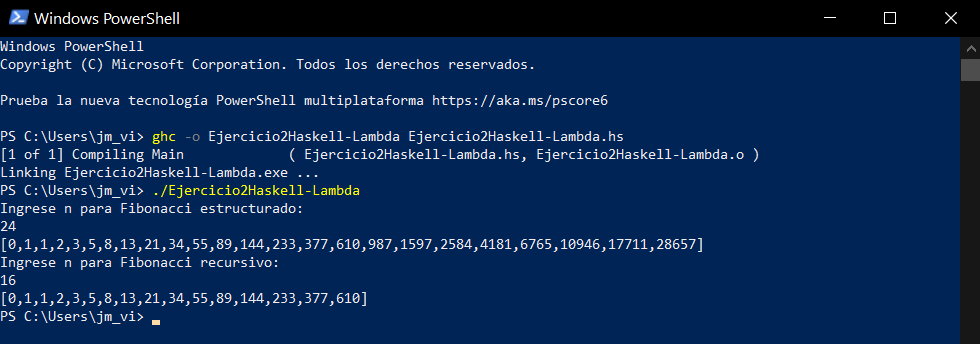 Windows PowerShell
Windows PowerShell
Copyright (C) Microsoft Corporation. Todos los derechos reservados.
Prueba la nueva tecnología PowerShell multiplataforma https://aka.ms/pscore6
PS C:\Users\jm_vi> ghc -o Ejercicio2Haskell-Lambda Ejercicio2Haskell-Lambda.hs
[1 of 1] Compiling Main             ( Ejercicio2Haskell-Lambda.hs, Ejercicio2Haskell-Lambda.o )
Linking Ejercicio2Haskell-Lambda.exe ...
PS C:\Users\jm_vi> ./Ejercicio2Haskell-Lambda
Ingrese n para Fibonacci estructurado:
24
[0,1,1,2,3,5,8,13,21,34,55,89,144,233,377,610,987,1597,2584,4181,6765,10946,17711,28657]
Ingrese n para Fibonacci recursivo:
16
[0,1,1,2,3,5,8,13,21,34,55,89,144,233,377,610]
PS C:\Users\jm_vi>